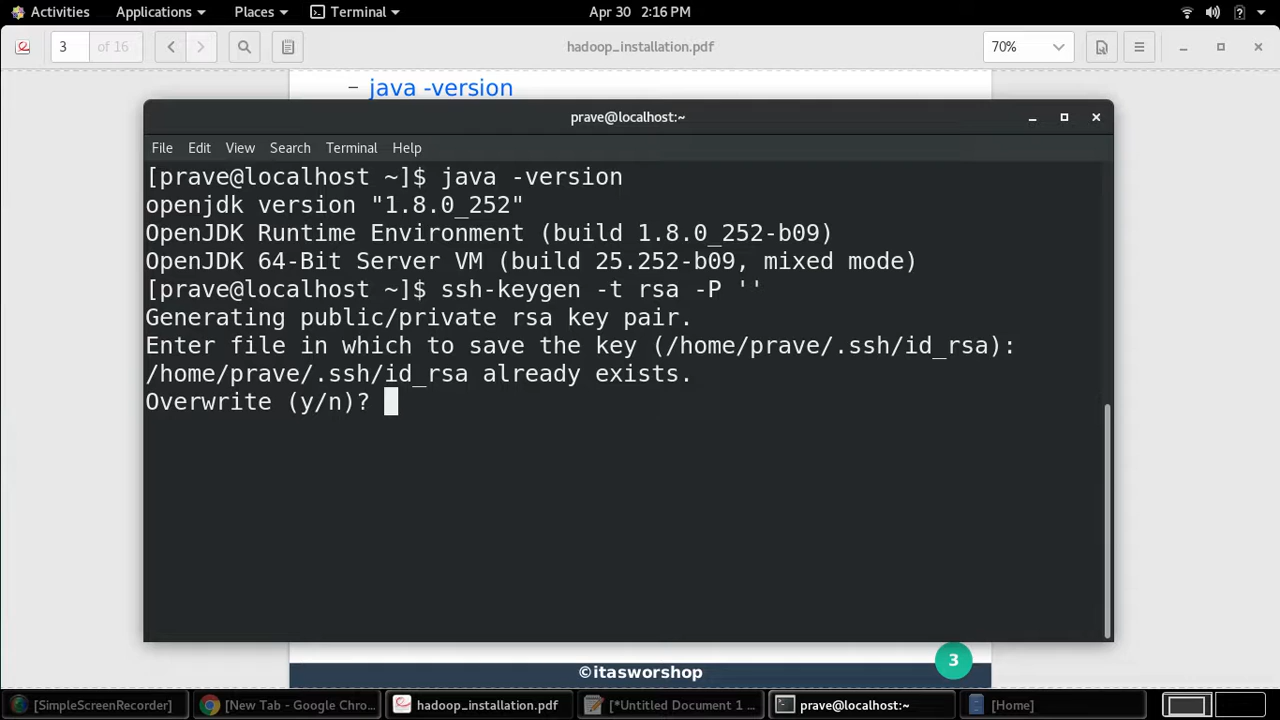 Activities Applications Places Terminal Apr 30 2:16 PM
3 of 16 hadoop_installation.pdf 70%
– java -version
prave@localhost:~
File Edit View Search Terminal Help
[prave@localhost ~]$ java -version
openjdk version "1.8.0_252"
OpenJDK Runtime Environment (build 1.8.0_252-b09)
OpenJDK 64-Bit Server VM (build 25.252-b09, mixed mode)
[prave@localhost ~]$ ssh-keygen -t rsa -P ''
Generating public/private rsa key pair.
Enter file in which to save the key (/home/prave/.ssh/id_rsa):
/home/prave/.ssh/id_rsa already exists.
Overwrite (y/n)?
©itasworshop 3
[SimpleScreenRecorder] [New Tab - Google Chro... hadoop_installation.pdf [*Untitled Document 1 ... prave@localhost:~ [Home]